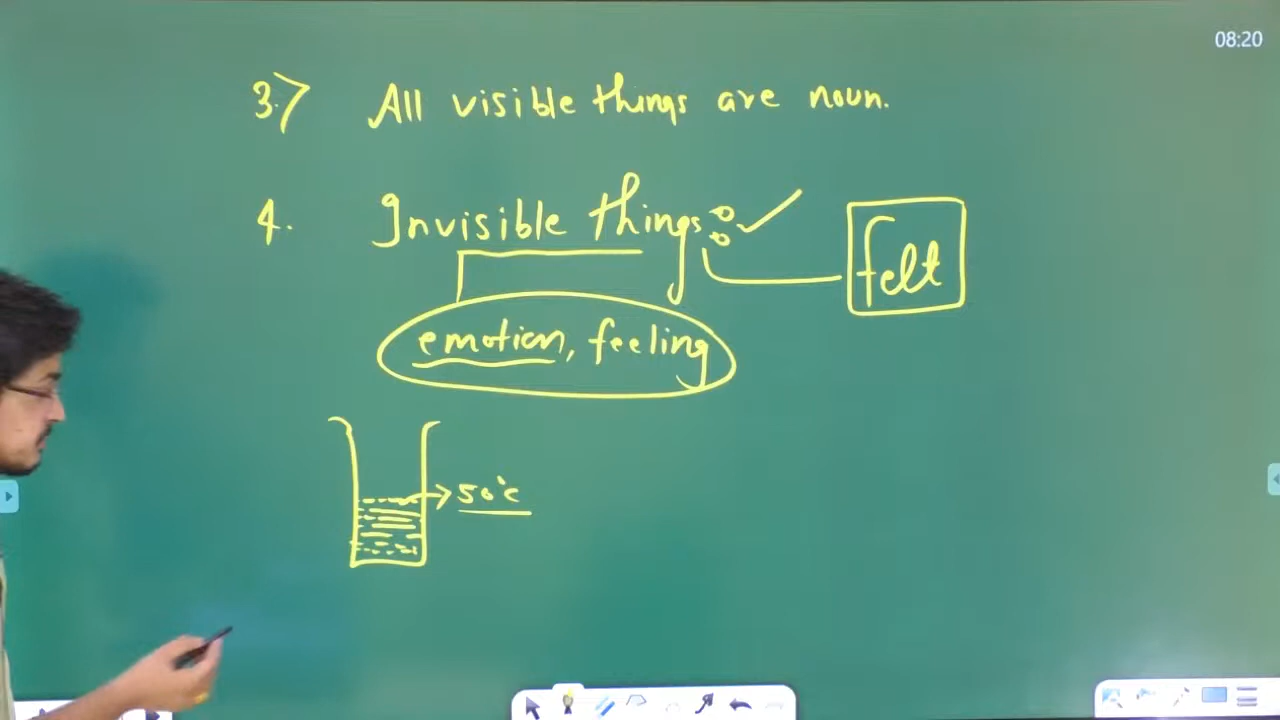 08:20
3.> All visible things are noun.
4. Invisible things :
felt
emotion, feeling
50°c